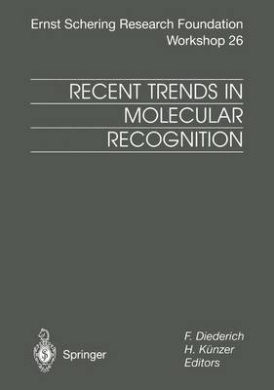 Ernst Schering Research Foundation
Workshop 26
RECENT TRENDS IN
MOLECULAR
RECOGNITION
F. Diederich
H. Künzer
Editors
Springer